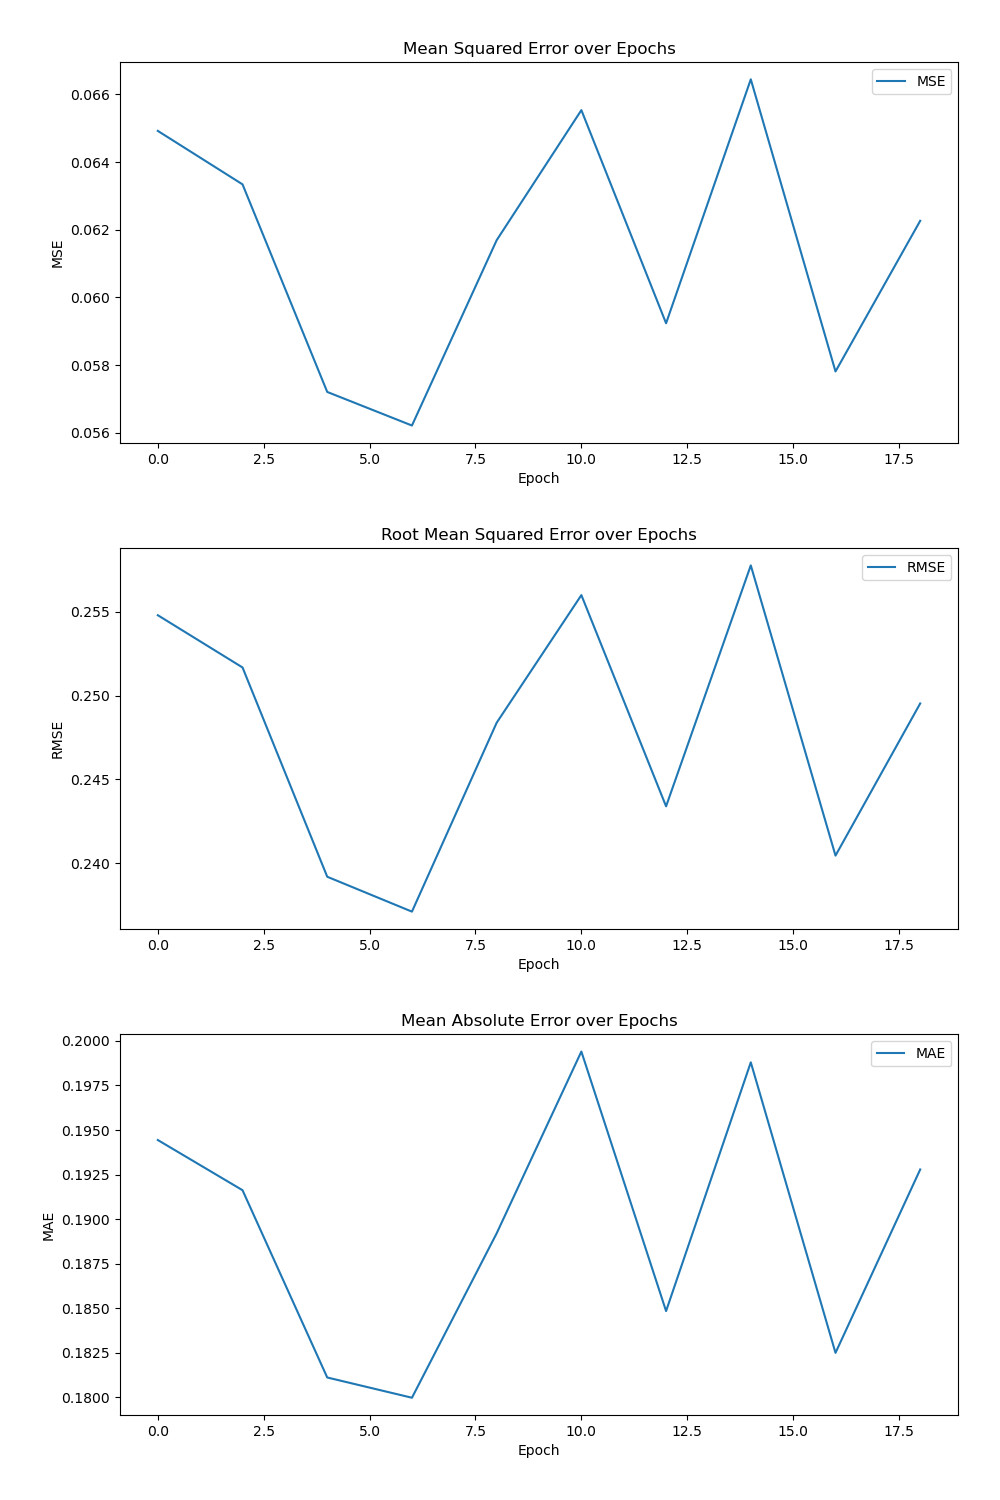 Mean Squared Error over Epochs
MSE
0.066
0.064
0.062
0.060
0.058
0.056
MSE
0.0 2.5 5.0 7.5 10.0 12.5 15.0 17.5
Epoch
Root Mean Squared Error over Epochs
RMSE
0.255
0.250
0.245
0.240
RMSE
0.0 2.5 5.0 7.5 10.0 12.5 15.0 17.5
Epoch
Mean Absolute Error over Epochs
MAE
0.2000
0.1975
0.1950
0.1925
0.1900
0.1875
0.1850
0.1825
0.1800
MAE
0.0 2.5 5.0 7.5 10.0 12.5 15.0 17.5
Epoch